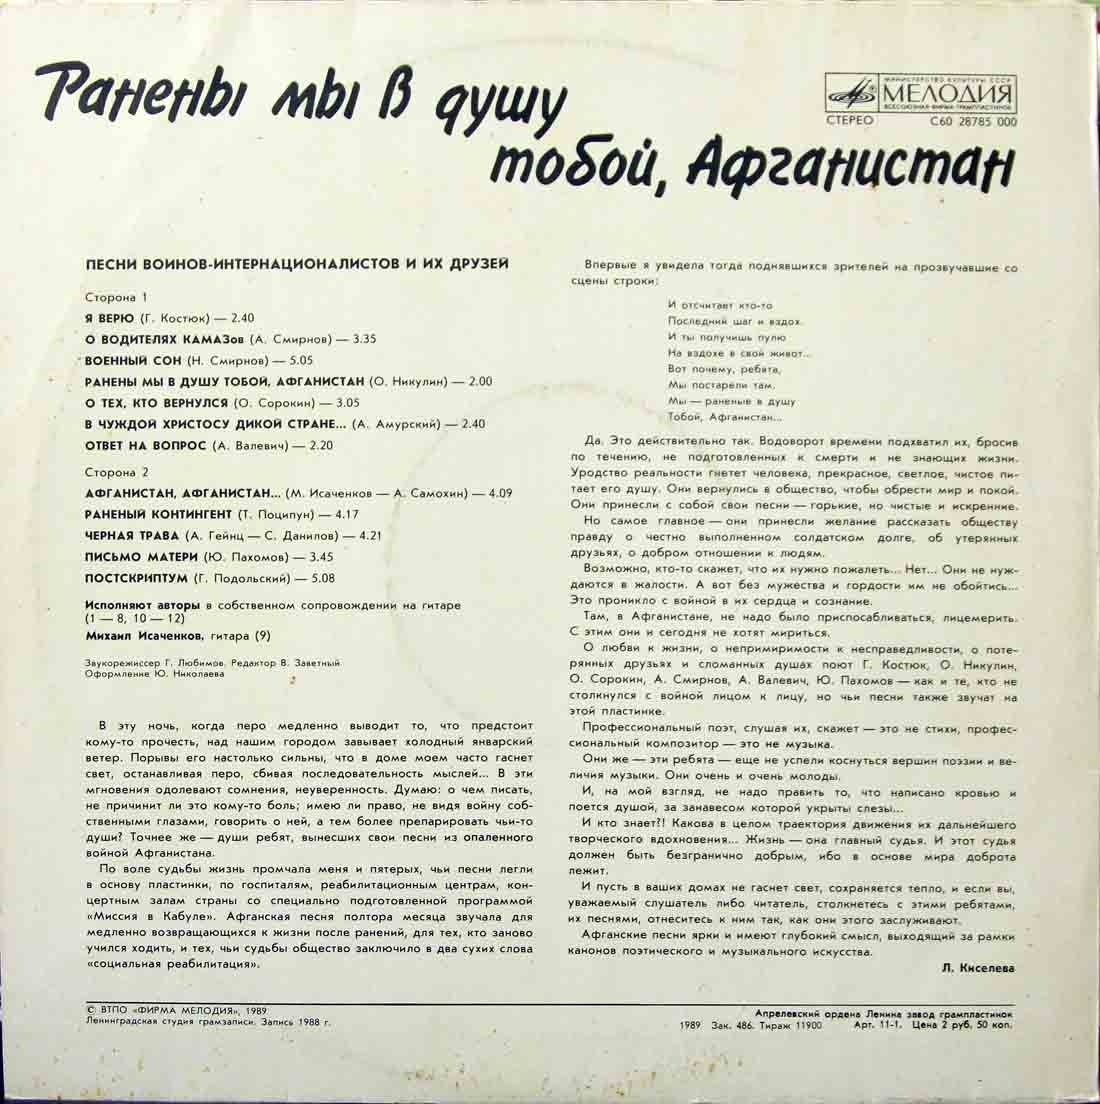 Ранены мы в душу
тобой, Афганистан
МИНИСТЕРСТВО КУЛЬТУРЫ СССР
МЕЛОДИЯ
ВСЕСОЮЗНАЯ ФИРМА ГРАМПЛАСТИНОК
СТЕРЕО С60 28785 000
ПЕСНИ ВОИНОВ-ИНТЕРНАЦИОНАЛИСТОВ И ИХ ДРУЗЕЙ
Сторона 1
Я ВЕРЮ (Г. Костюк) — 2.40
О ВОДИТЕЛЯХ КАМАЗов (А. Смирнов) — 3.35
ВОЕННЫЙ СОН (Н. Смирнов) — 5.05
РАНЕНЫ МЫ В ДУШУ ТОБОЙ, АФГАНИСТАН (О. Никулин) — 2.00
О ТЕХ, КТО ВЕРНУЛСЯ (О. Сорокин) — 3.05
В ЧУЖДОЙ ХРИСТОСУ ДИКОЙ СТРАНЕ... (А. Амурский) — 2.40
ОТВЕТ НА ВОПРОС (А. Валевич) — 2.20
Сторона 2
АФГАНИСТАН, АФГАНИСТАН... (М. Исаченков — А. Самохин) — 4.09
РАНЕНЫЙ КОНТИНГЕНТ (Т. Поципун) — 4.17
ЧЕРНАЯ ТРАВА (А. Гейнц — С. Данилов) — 4.21
ПИСЬМО МАТЕРИ (Ю. Пахомов) — 3.45
ПОСТСКРИПТУМ (Г. Подольский) — 5.08
Исполняют авторы в собственном сопровождении на гитаре
(1 — 8, 10 — 12)
Михаил Исаченков, гитара (9)
Звукорежиссер Г. Любимов. Редактор В. Заветный
Оформление Ю. Николаева
В эту ночь, когда перо медленно выводит то, что предстоит
кому-то прочесть, над нашим городом завывает холодный январский
ветер. Порывы его настолько сильны, что в доме моем часто гаснет
свет, останавливая перо, сбивая последовательность мыслей... В эти
мгновения одолевают сомнения, неуверенность. Думаю: о чем писать,
не причинит ли это кому-то боль; имею ли право, не видя войну соб-
ственными глазами, говорить о ней, а тем более препарировать чьи-то
души? Точнее же — души ребят, вынесших свои песни из опаленного
войной Афганистана.
По воле судьбы жизнь промчала меня и пятерых, чьи песни легли
в основу пластинки, по госпиталям, реабилитационным центрам, кон-
цертным залам страны со специально подготовленной программой
«Миссия в Кабуле». Афганская песня полтора месяца звучала для
медленно возвращающихся к жизни после ранений, для тех, кто заново
учился ходить, и тех, чьи судьбы общество заключило в два сухих слова
«социальная реабилитация».
Впервые я увидела тогда поднявшихся зрителей на прозвучавшие со
сцены строки:
И отсчитает кто-то
Последний шаг и вздох.
И ты получишь пулю
На вздохе в свой живот...
Вот почему, ребята,
Мы постарели там.
Мы — раненые в душу
Тобой, Афганистан...
Да. Это действительно так. Водоворот времени подхватил их, бросив
по течению, не подготовленных к смерти и не знающих жизни.
Уродство реальности гнетет человека, прекрасное, светлое, чистое пи-
тает его душу. Они вернулись в общество, чтобы обрести мир и покой.
Они принесли с собой свои песни — горькие, но чистые и искренние.
Но самое главное — они принесли желание рассказать обществу
правду о честно выполненном солдатском долге, об утерянных
друзьях, о добром отношении к людям.
Возможно, кто-то скажет, что их нужно пожалеть... Нет... Они не нуж-
даются в жалости. А вот без мужества и гордости им не обойтись...
Это проникло с войной в их сердца и сознание.
Там, в Афганистане, не надо было приспосабливаться, лицемерить.
С этим они и сегодня не хотят мириться.
О любви к жизни, о непримиримости к несправедливости, о поте-
рянных друзьях и сломанных душах поют Г. Костюк, О. Никулин,
О. Сорокин, А. Смирнов, А. Валевич, Ю. Пахомов — как и те, кто не
столкнулся с войной лицом к лицу, но чьи песни также звучат на
этой пластинке.
Профессиональный поэт, слушая их, скажет — это не стихи, профес-
сиональный композитор — это не музыка.
Они же — эти ребята — еще не успели коснуться вершин поэзии и ве-
личия музыки. Они очень и очень молоды.
И, на мой взгляд, не надо править то, что написано кровью и
поется душой, за занавесом которой укрыты слезы...
И кто знает?! Какова в целом траектория движения их дальнейшего
творческого вдохновения... Жизнь — она главный судья. И этот судья
должен быть безгранично добрым, ибо в основе мира доброта
лежит.
И пусть в ваших домах не гаснет свет, сохраняется тепло, и если вы,
уважаемый слушатель либо читатель, столкнетесь с этими ребятами,
их песнями, отнеситесь к ним так, как они этого заслуживают.
Афганские песни ярки и имеют глубокий смысл, выходящий за рамки
канонов поэтического и музыкального искусства.
Л. Киселева
© ВТПО «ФИРМА МЕЛОДИЯ», 1989
Ленинградская студия грамзаписи. Запись 1988 г.
Апрелевский ордена Ленина завод грампластинок
1989 Зак. 486. Тираж 11900 Арт. 11-1. Цена 2 руб. 50 коп.